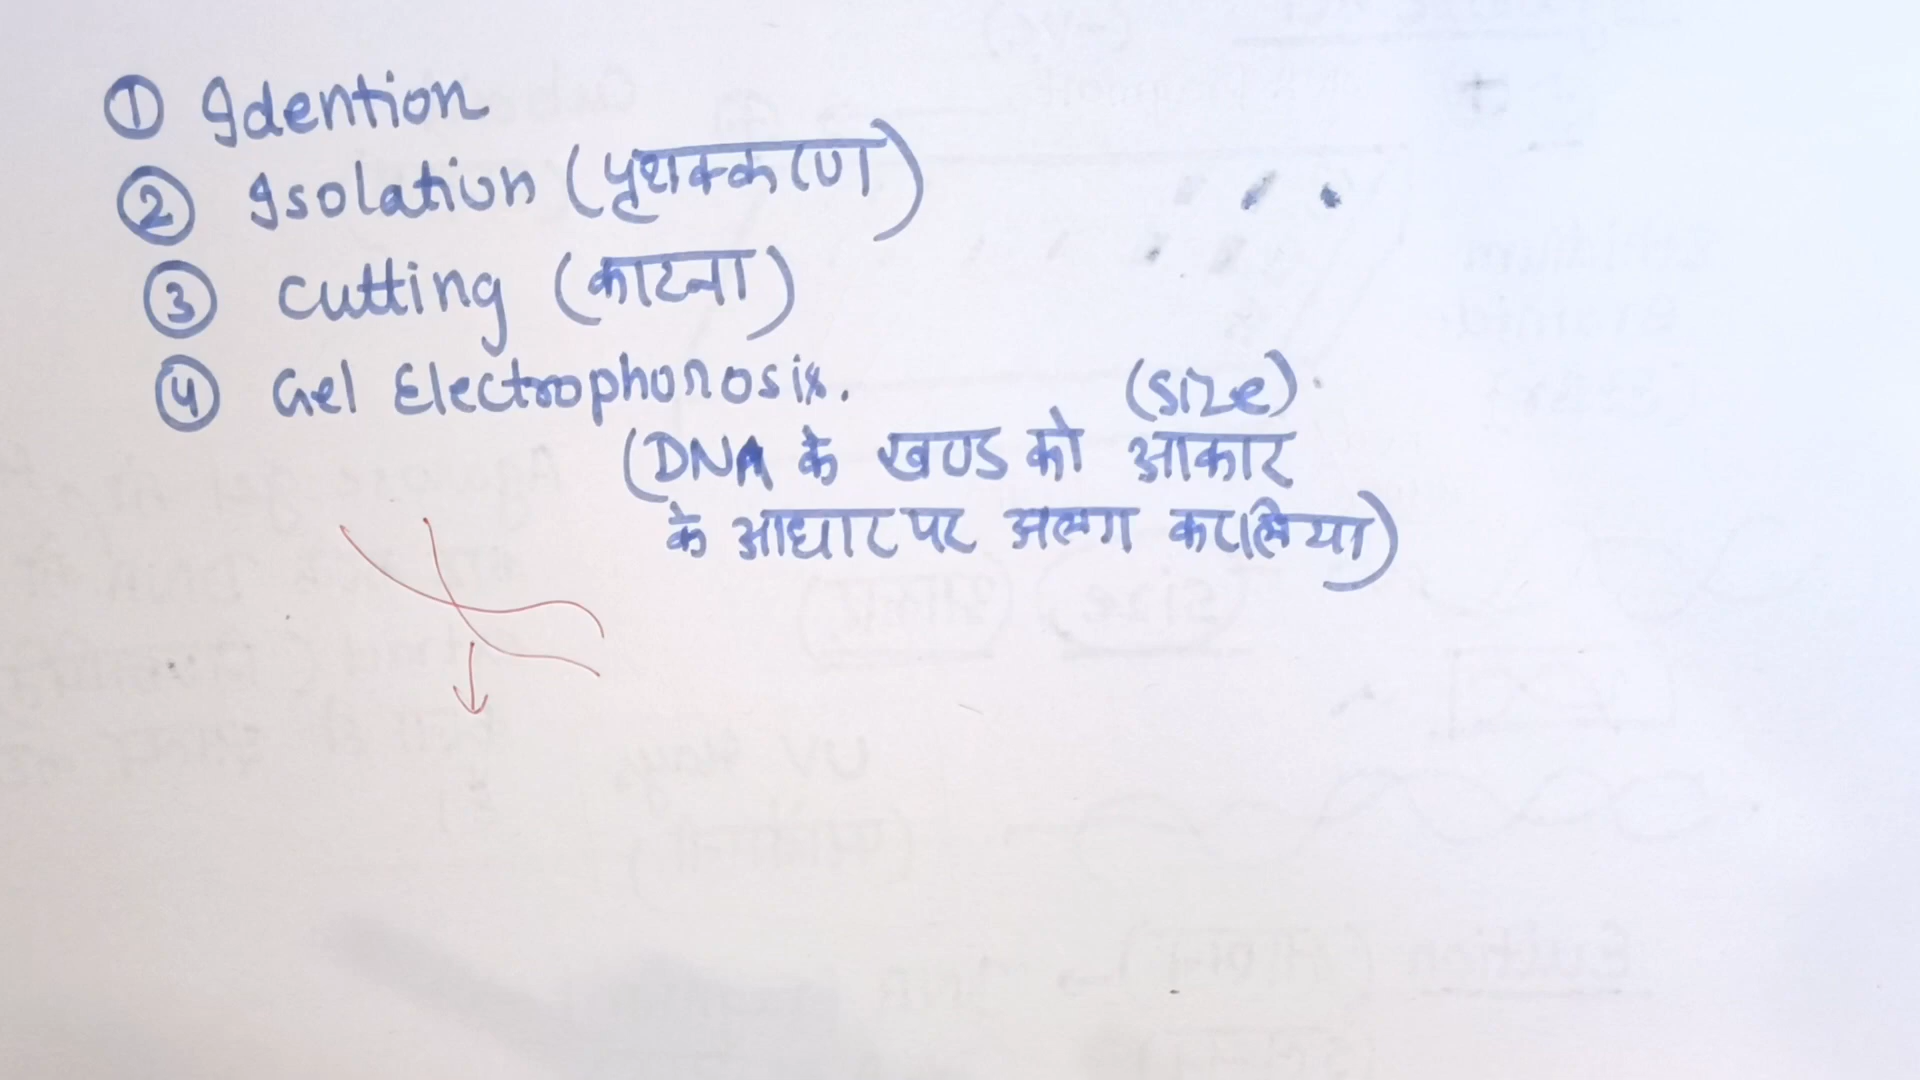 ① Idention
② Isolation (पृथक्करण)
③ cutting (काटना)
④ Gel Electrophorosis.
(size)
(DNA के खण्ड को आकार
के आधार पर अलग कर लिया)